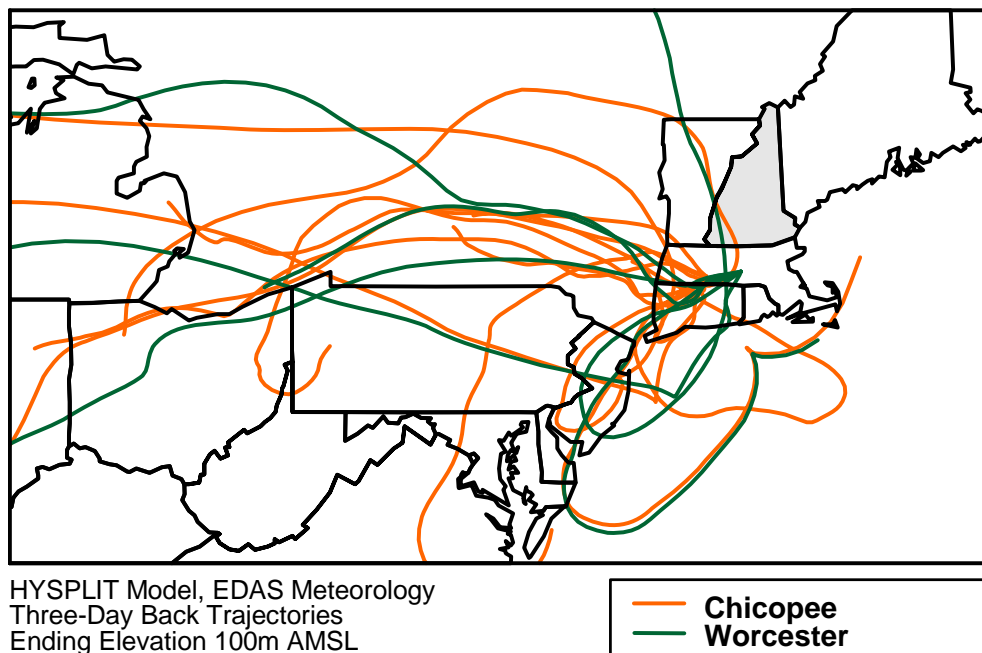 HYSPLIT Model, EDAS Meteorology
Three-Day Back Trajectories
Ending Elevation 100m AMSL
Chicopee
Worcester